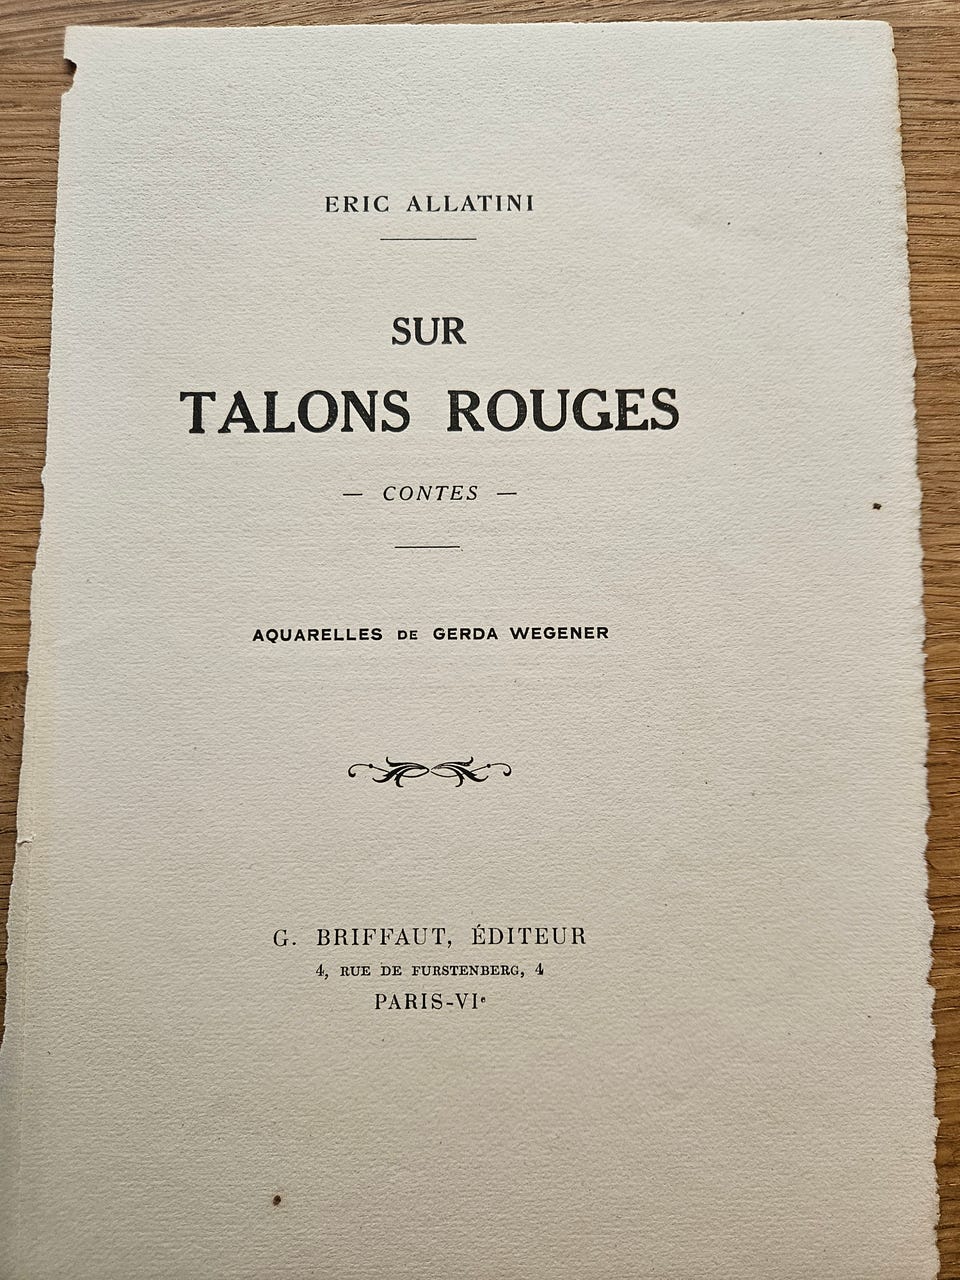 ERIC ALLATINI
SUR
TALONS ROUGES
— CONTES —
AQUARELLES DE GERDA WEGENER
G. BRIFFAUT, ÉDITEUR
4, RUE DE FURSTENBERG, 4
PARIS-VIᵉ